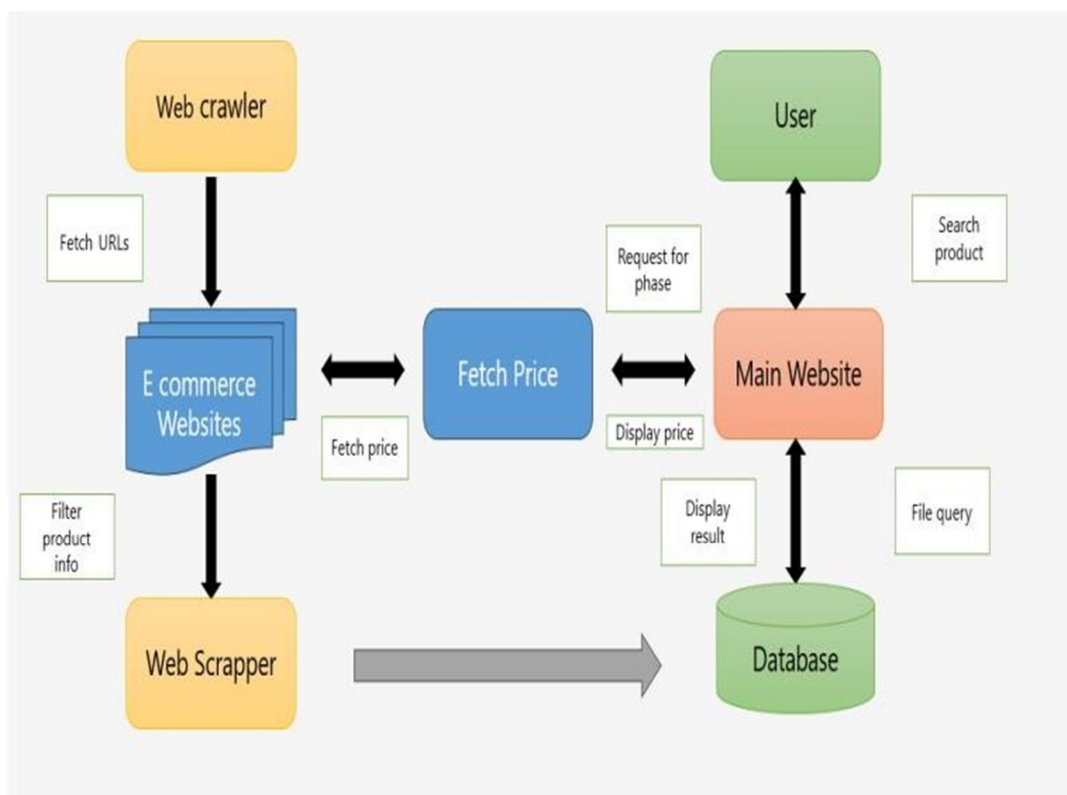 Web crawler
User
Fetch URLs
Search
product
Request for
phase
E commerce
Websites
Fetch Price
Main Website
Fetch price
Display price
Filter
product
info
Display
result
File query
Web Scrapper
Database